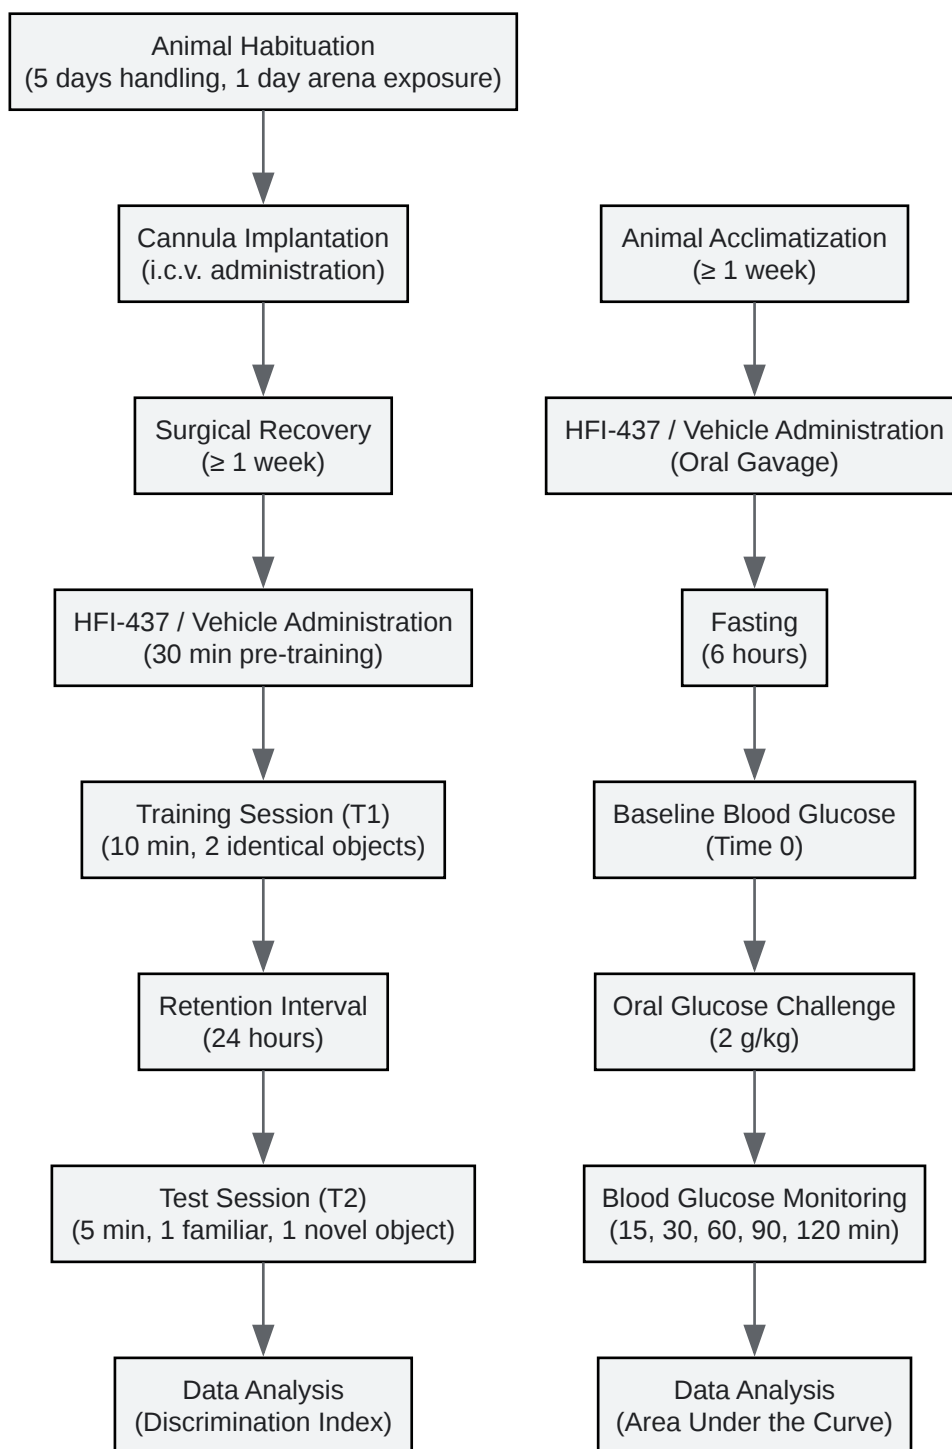 Animal Habituation
(5 days handling, 1 day arena exposure)
Cannula Implantation
(i.c.v. administration)
Surgical Recovery
(≥ 1 week)
HFI-437 / Vehicle Administration
(30 min pre-training)
Training Session (T1)
(10 min, 2 identical objects)
Retention Interval
(24 hours)
Test Session (T2)
(5 min, 1 familiar, 1 novel object)
Data Analysis
(Discrimination Index)
Animal Acclimatization
(≥ 1 week)
HFI-437 / Vehicle Administration
(Oral Gavage)
Fasting
(6 hours)
Baseline Blood Glucose
(Time 0)
Oral Glucose Challenge
(2 g/kg)
Blood Glucose Monitoring
(15, 30, 60, 90, 120 min)
Data Analysis
(Area Under the Curve)